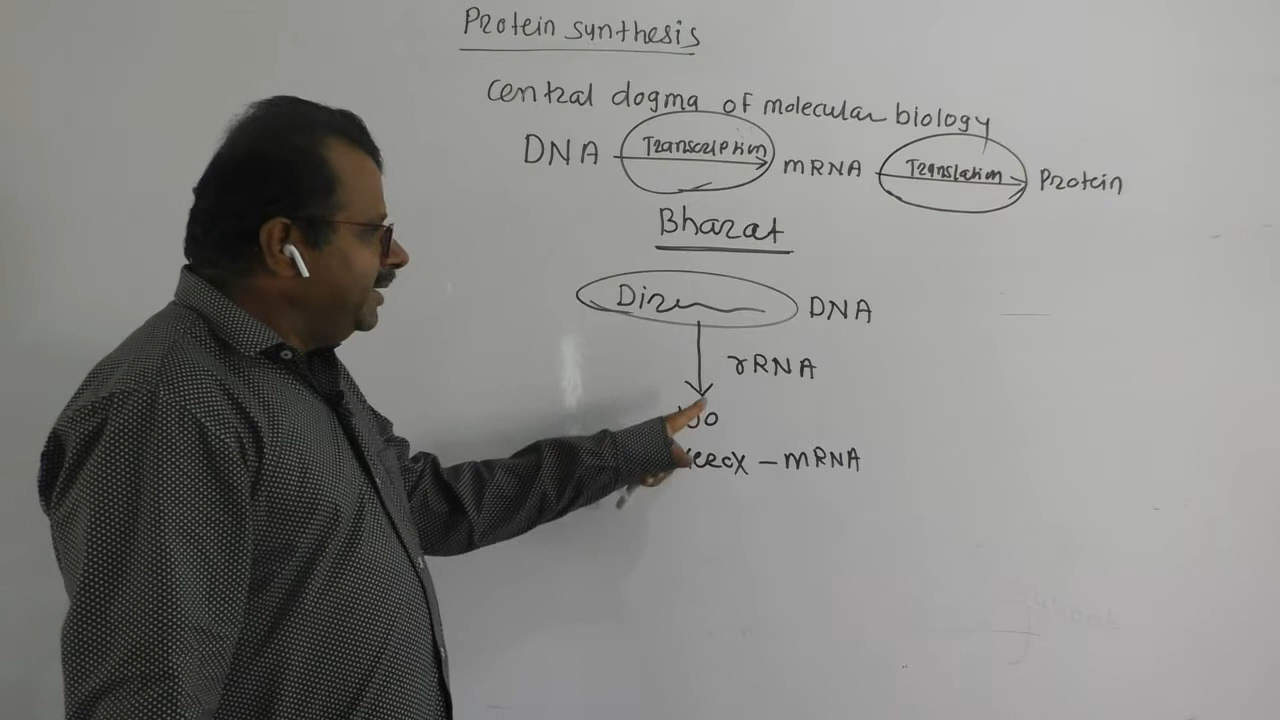 Protein synthesis
Central dogma of molecular biology
DNA Transcription mRNA Translation Protein
Bharat
DNA
rRNA
– mRNA